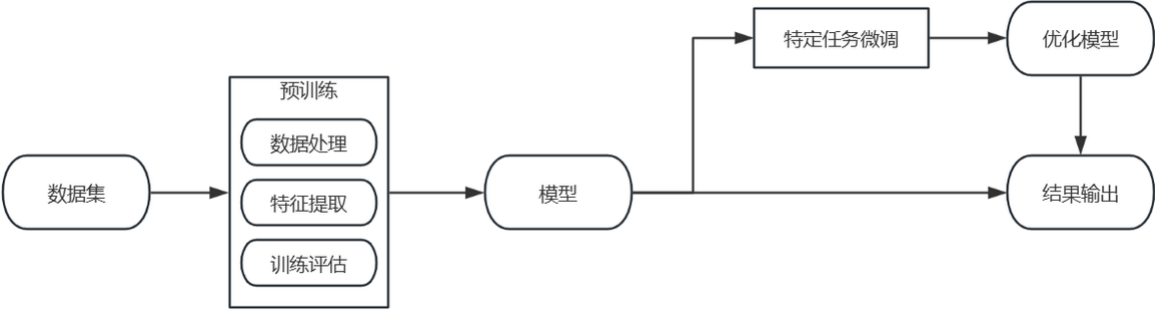 数据集
预训练
数据处理
特征提取
训练评估
模型
特定任务微调
优化模型
结果输出